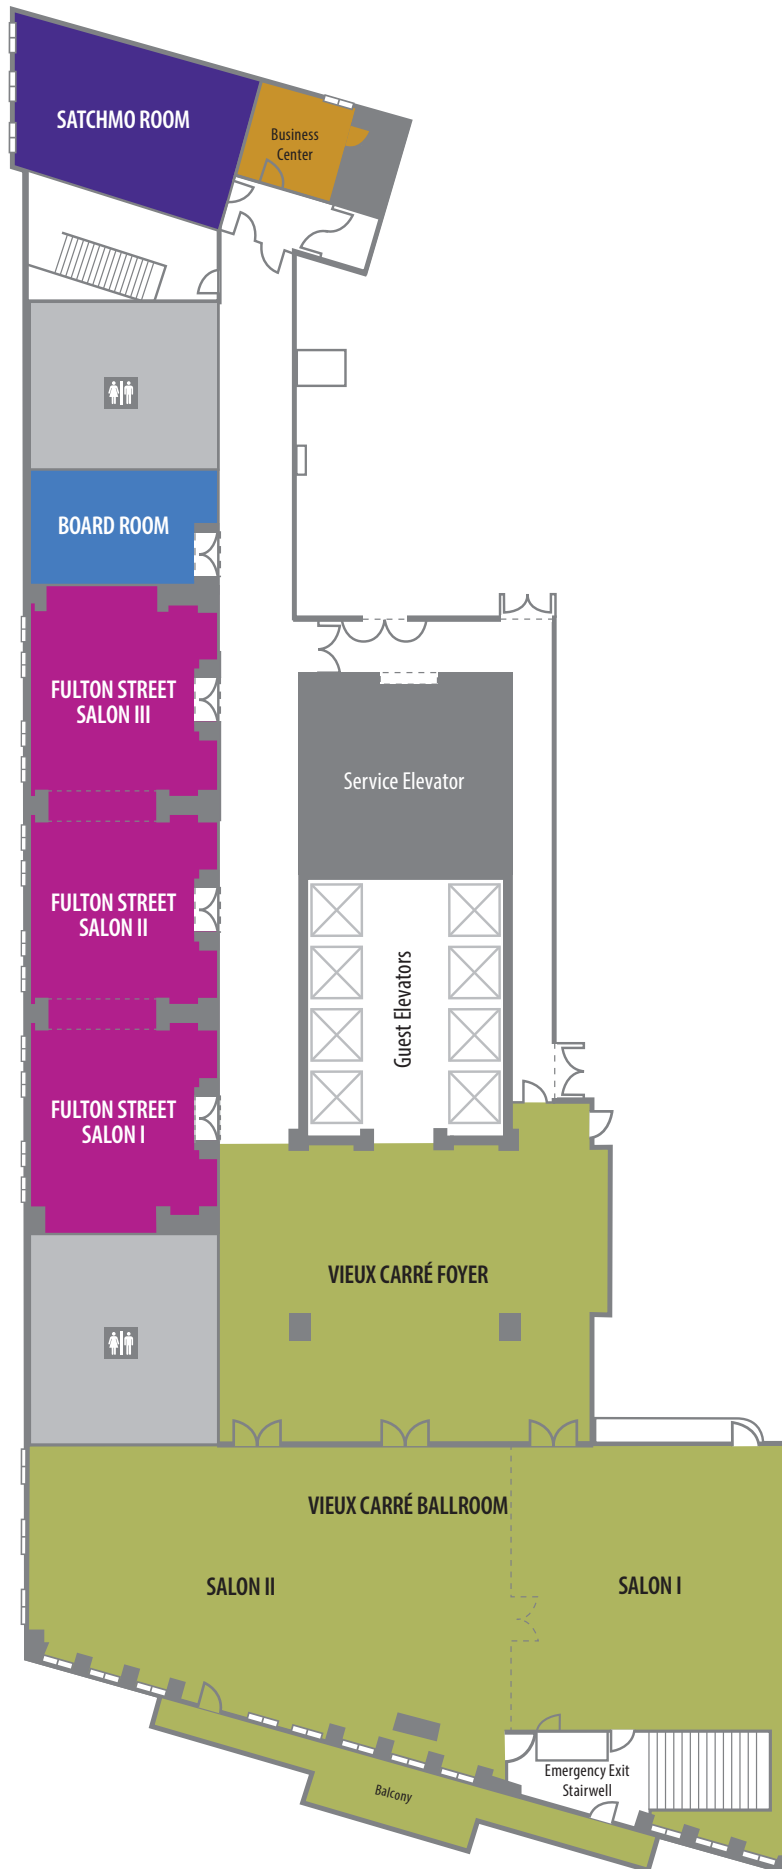 SATCHMO ROOM
Business
Center
BOARD ROOM
FULTON STREET
SALON III
Service Elevator
FULTON STREET
SALON II
Guest Elevators
FULTON STREET
SALON I
VIEUX CARRÉ FOYER
VIEUX CARRÉ BALLROOM
SALON II
SALON I
Emergency Exit
Stairwell
Balcony